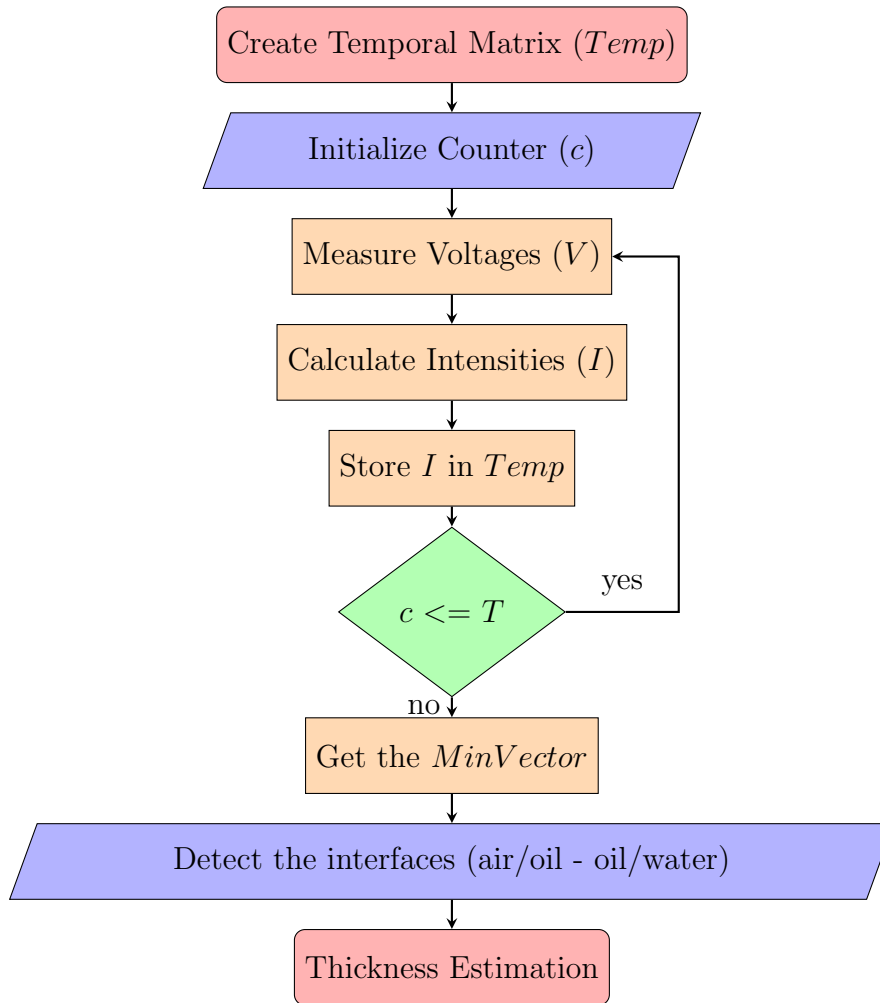 Create Temporal Matrix (Temp)
Initialize Counter (c)
Measure Voltages (V)
Calculate Intensities (I)
Store I in Temp
c <= T
yes
no
Get the MinVector
Detect the interfaces (air/oil - oil/water)
Thickness Estimation